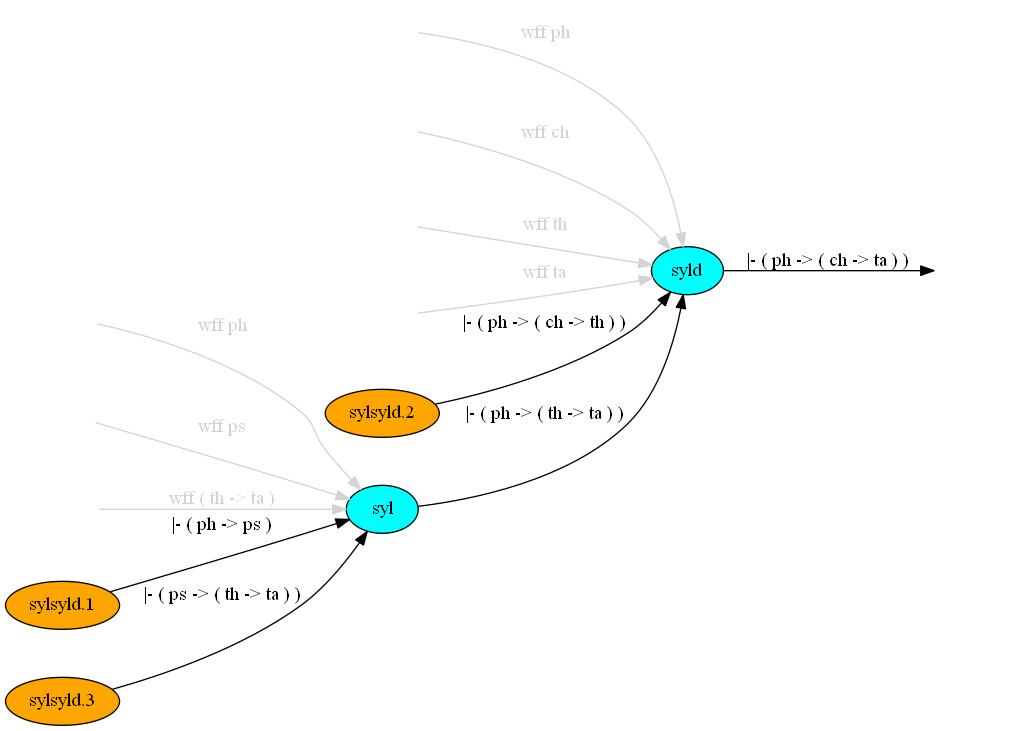 wff ph
wff ch
wff th
syld
|- ( ph -> ( ch -> ta ) )
wff ta
|- ( ph -> ( ch -> th ) )
wff ph
sylsyld.2
|- ( ph -> ( th -> ta ) )
wff ps
wff ( th -> ta )
syl
|- ( ph -> ps )
|- ( ps -> ( th -> ta ) )
sylsyld.1
sylsyld.3